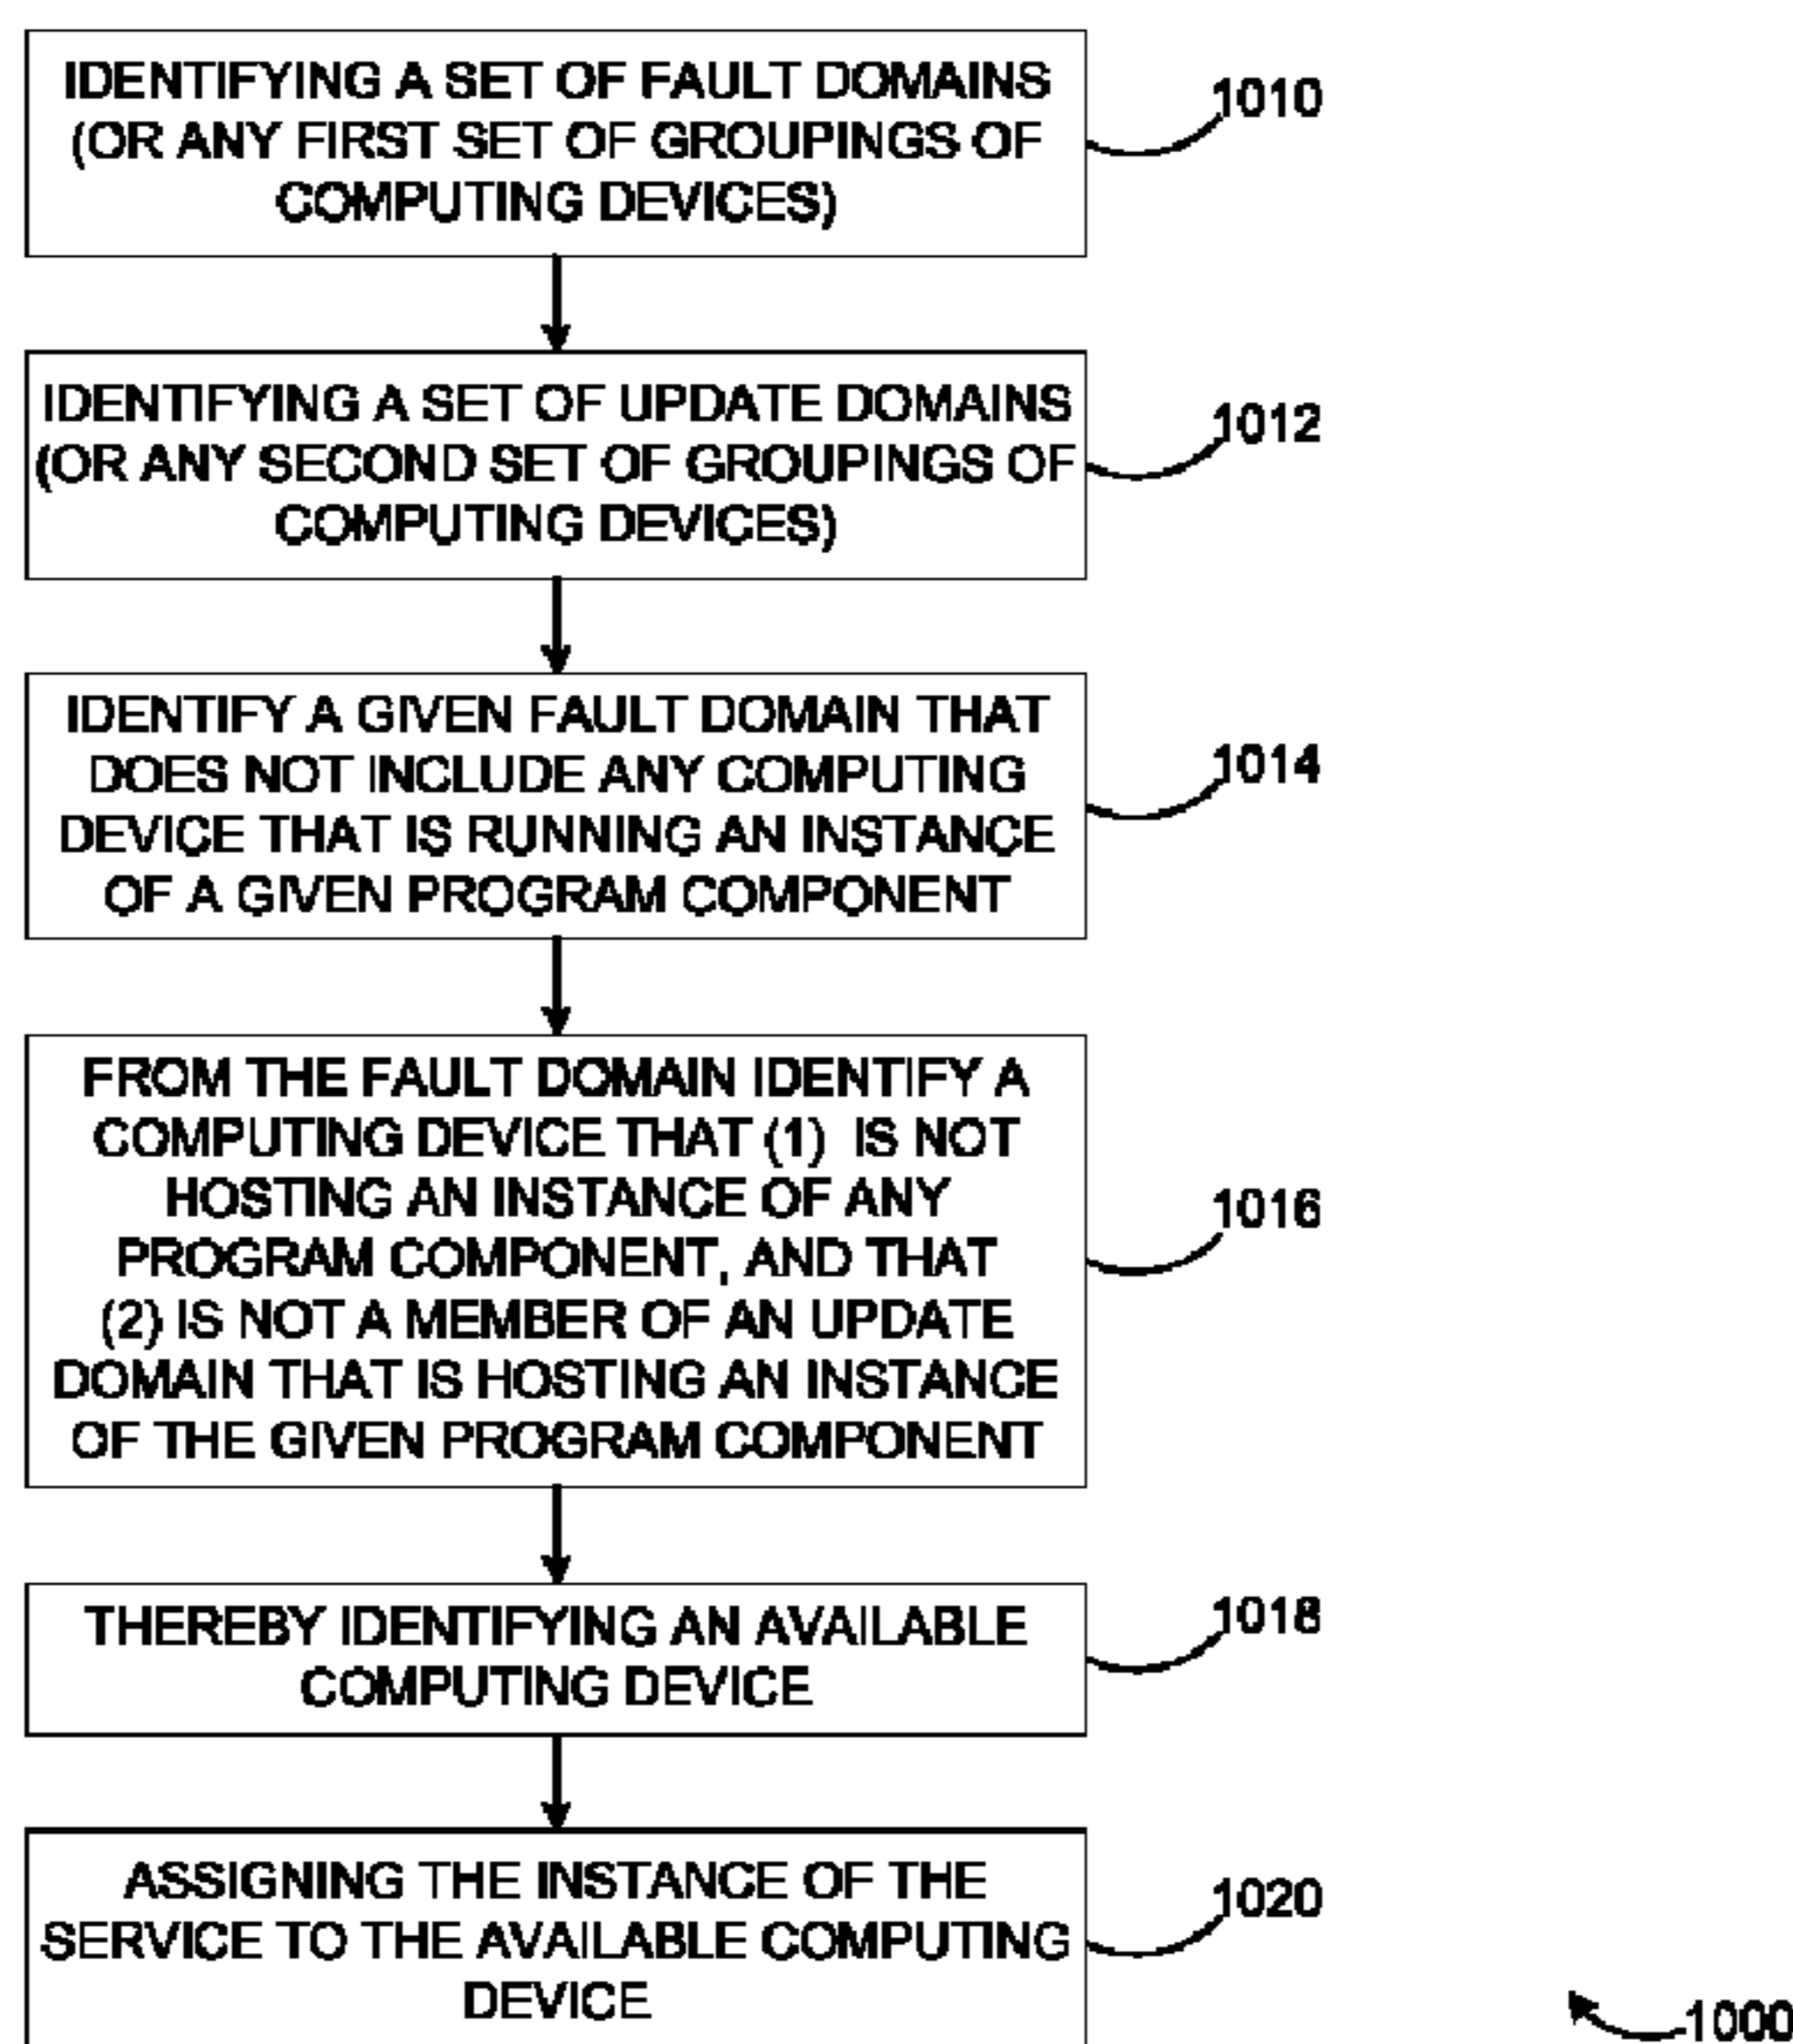 IDENTIFYING A SET OF FAULT DOMAINS
(OR ANY FIRST SET OF GROUPINGS OF
COMPUTING DEVICES)
1010
IDENTIFYING A SET OF UPDATE DOMAINS
(OR ANY SECOND SET OF GROUPINGS OF
COMPUTING DEVICES)
1012
IDENTIFY A GIVEN FAULT DOMAIN THAT
DOES NOT INCLUDE ANY COMPUTING
DEVICE THAT IS RUNNING AN INSTANCE
OF A GIVEN PROGRAM COMPONENT
1014
FROM THE FAULT DOMAIN IDENTIFY A
COMPUTING DEVICE THAT (1) IS NOT
HOSTING AN INSTANCE OF ANY
PROGRAM COMPONENT, AND THAT
(2) IS NOT A MEMBER OF AN UPDATE
DOMAIN THAT IS HOSTING AN INSTANCE
OF THE GIVEN PROGRAM COMPONENT
1016
THEREBY IDENTIFYING AN AVAILABLE
COMPUTING DEVICE
1018
ASSIGNING THE INSTANCE OF THE
SERVICE TO THE AVAILABLE COMPUTING
DEVICE
1020
1000